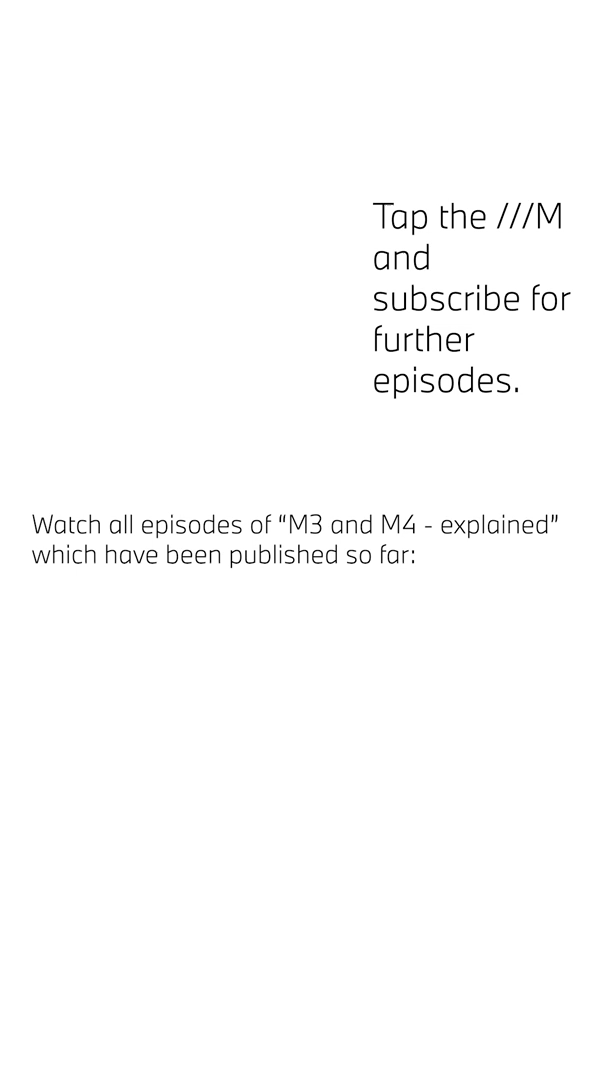 Tap the ///M
and
subscribe for
further
episodes.
Watch all episodes of “M3 and M4 - explained”
which have been published so far: